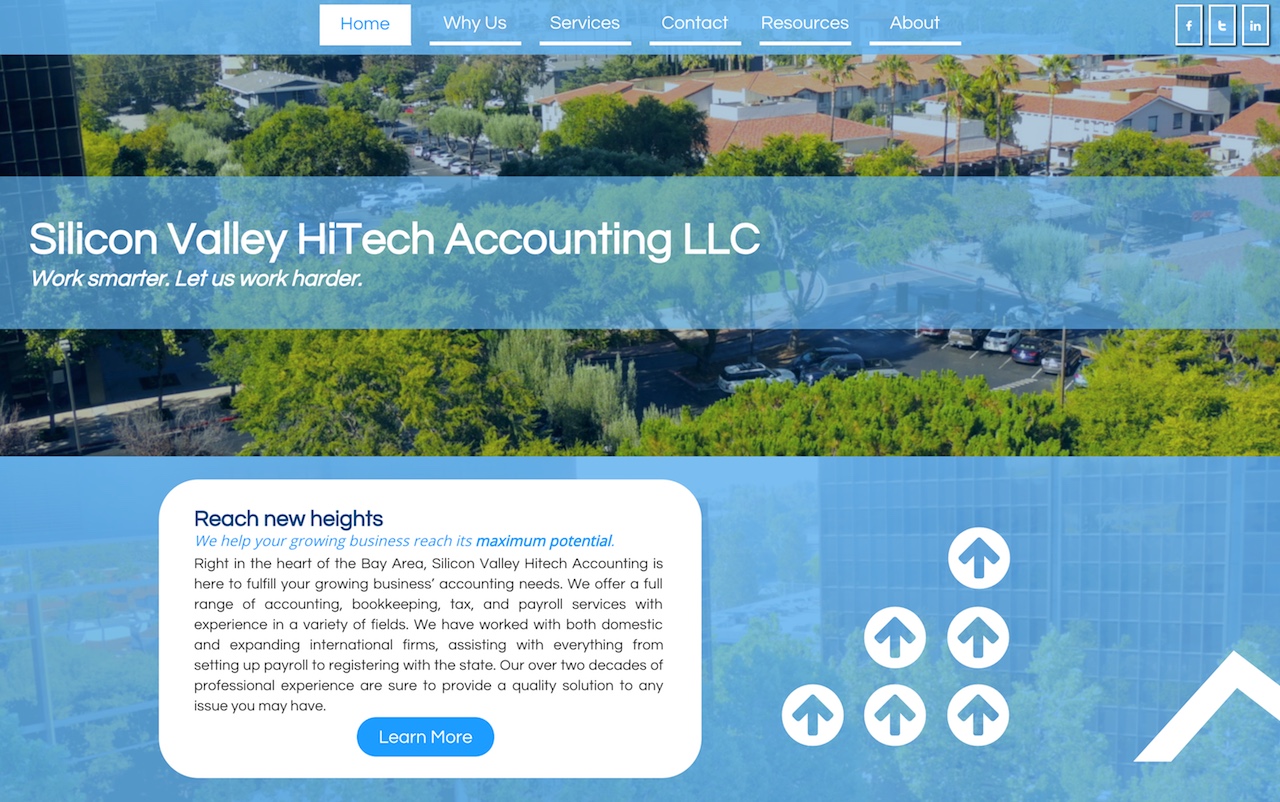 Home Why Us Services Contact Resources About
Silicon Valley HiTech Accounting LLC
Work smarter. Let us work harder.
Reach new heights
We help your growing business reach its maximum potential.
Right in the heart of the Bay Area, Silicon Valley Hitech Accounting is
here to fulfill your growing business’ accounting needs. We offer a full
range of accounting, bookkeeping, tax, and payroll services with
experience in a variety of fields. We have worked with both domestic
and expanding international firms, assisting with everything from
setting up payroll to registering with the state. Our over two decades of
professional experience are sure to provide a quality solution to any
issue you may have.
Learn More